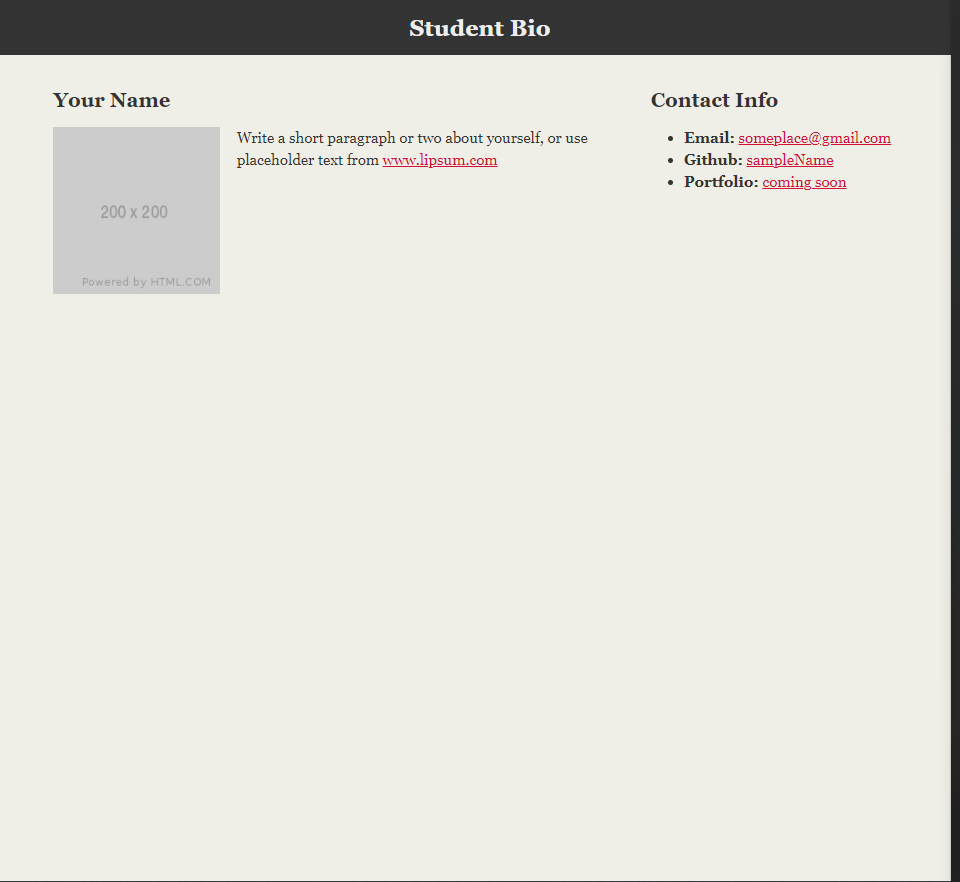 Student Bio
Your Name
200 x 200
Powered by HTML.COM
Write a short paragraph or two about yourself, or use
placeholder text from www.lipsum.com
Contact Info
• Email: someplace@gmail.com
• Github: sampleName
• Portfolio: coming soon